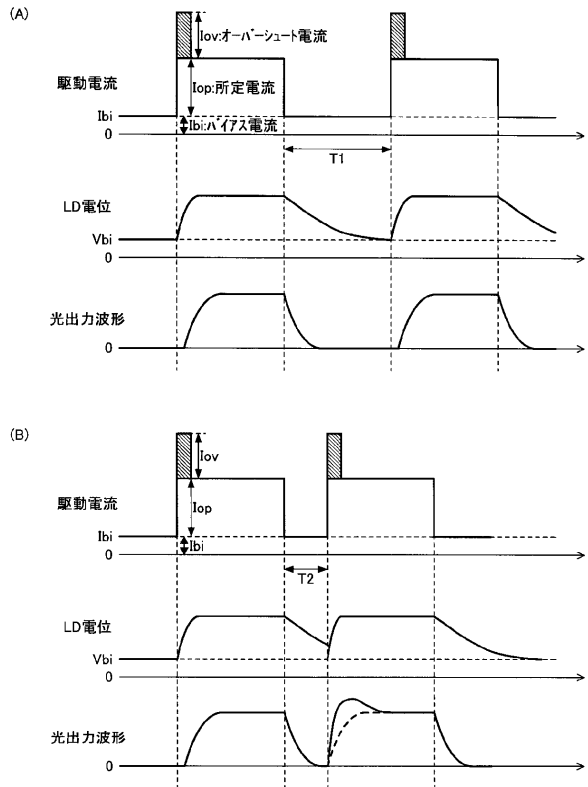 (A)
Iov:オーバーシュート電流
駆動電流
Iop:所定電流
Ibi
Ibi:バイアス電流
0
T1
LD電位
Vbi
0
光出力波形
0
(B)
Iov
駆動電流
Iop
Ibi
Ibi
0
T2
LD電位
Vbi
0
光出力波形
0